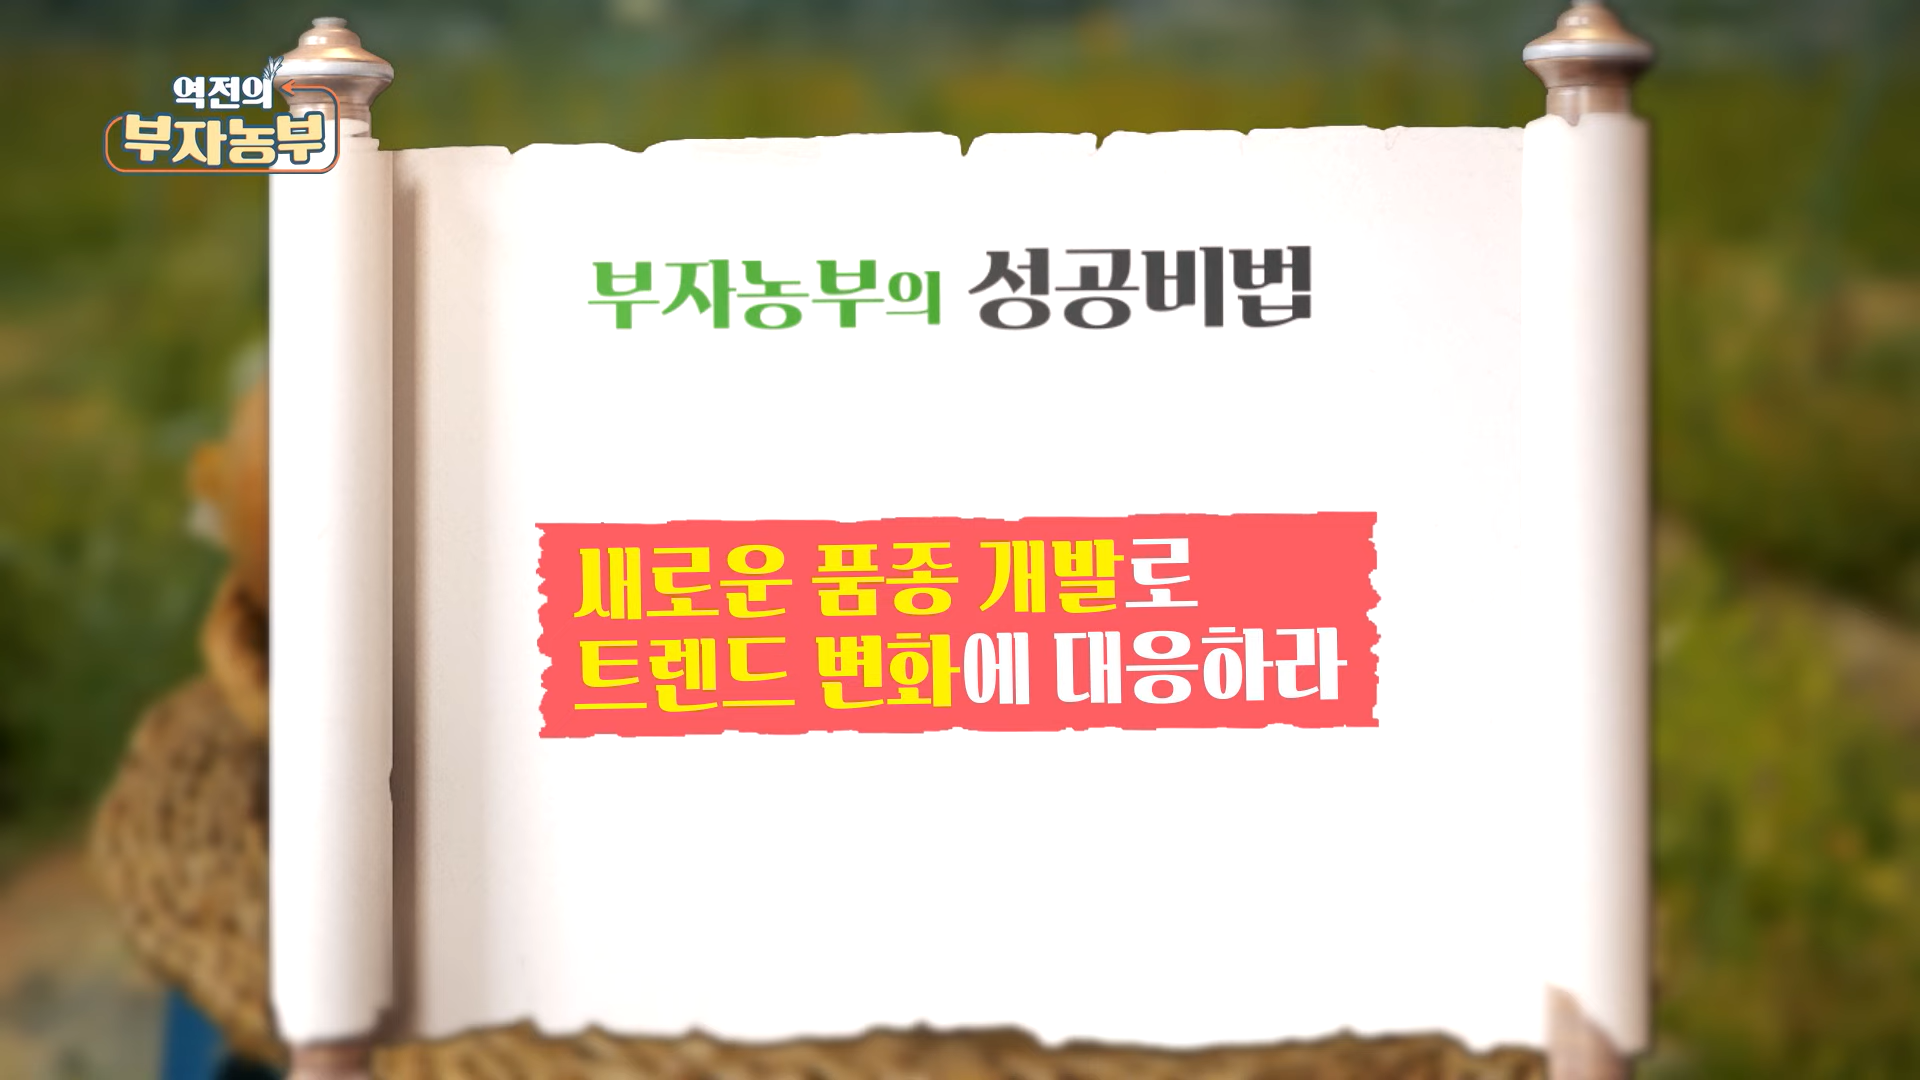 역전의
부자농부
부자농부의 성공비법
새로운 품종 개발로
트렌드 변화에 대응하라